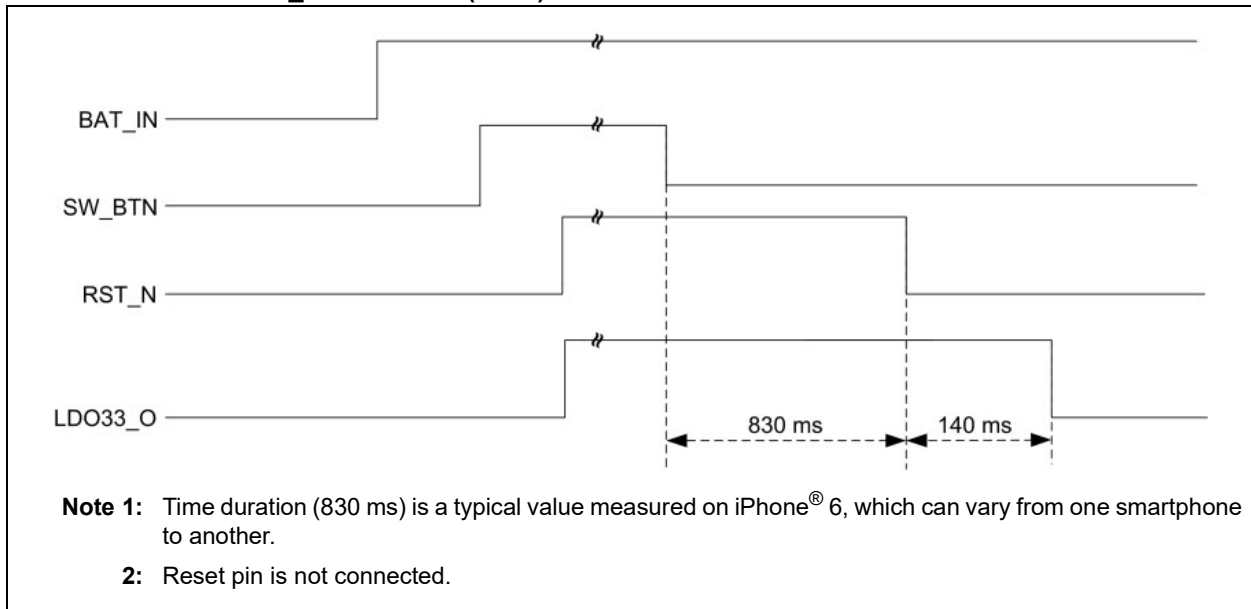 BAT_IN
SW_BTN
RST_N
LDO33_O
830 ms
140 ms
Note 1: Time duration (830 ms) is a typical value measured on iPhone® 6, which can vary from one smartphone
to another.
2: Reset pin is not connected.